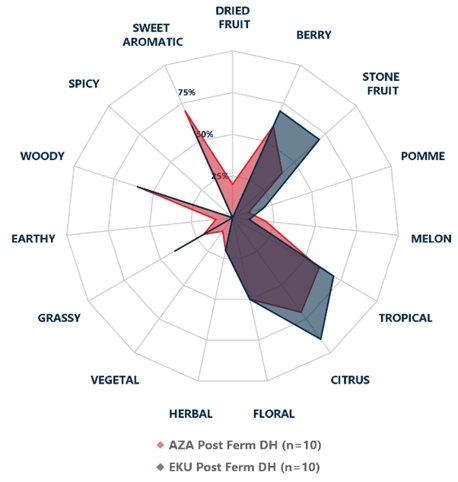 DRIED
FRUIT
BERRY
STONE
FRUIT
POMME
MELON
TROPICAL
CITRUS
FLORAL
HERBAL
VEGETAL
GRASSY
EARTHY
WOODY
SPICY
SWEET
AROMATIC
75%
50%
25%
AZA Post Ferm DH (n=10)
EKU Post Ferm DH (n=10)